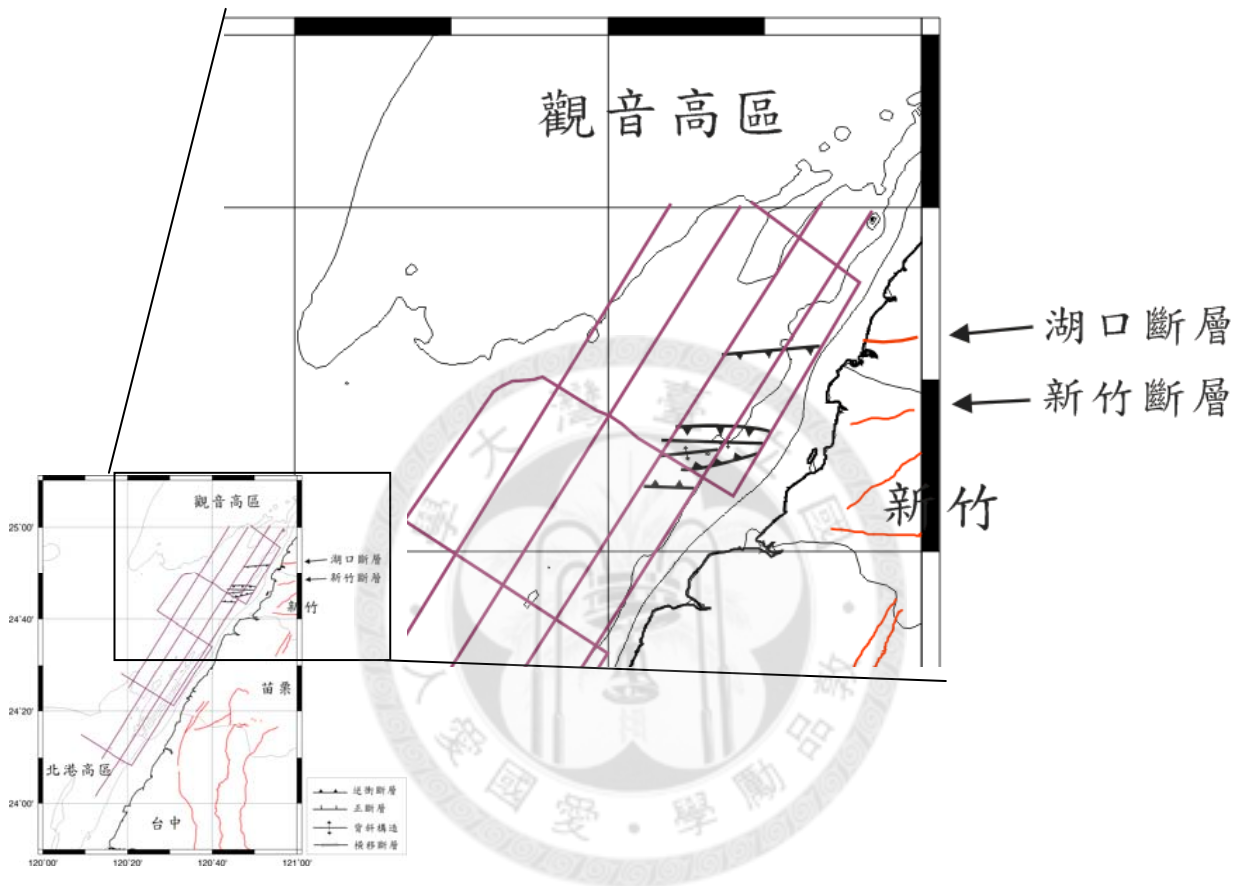 觀音高區
湖口斷層
新竹斷層
新竹
觀音高區
25°00'
湖口斷層
新竹斷層
新竹
24°40'
苗栗
24°20'
北港高區
逆衝斷層
正斷層
24°00'
背斜構造
台中
橫移斷層
120°00'
120°20'
120°40'
121°00'